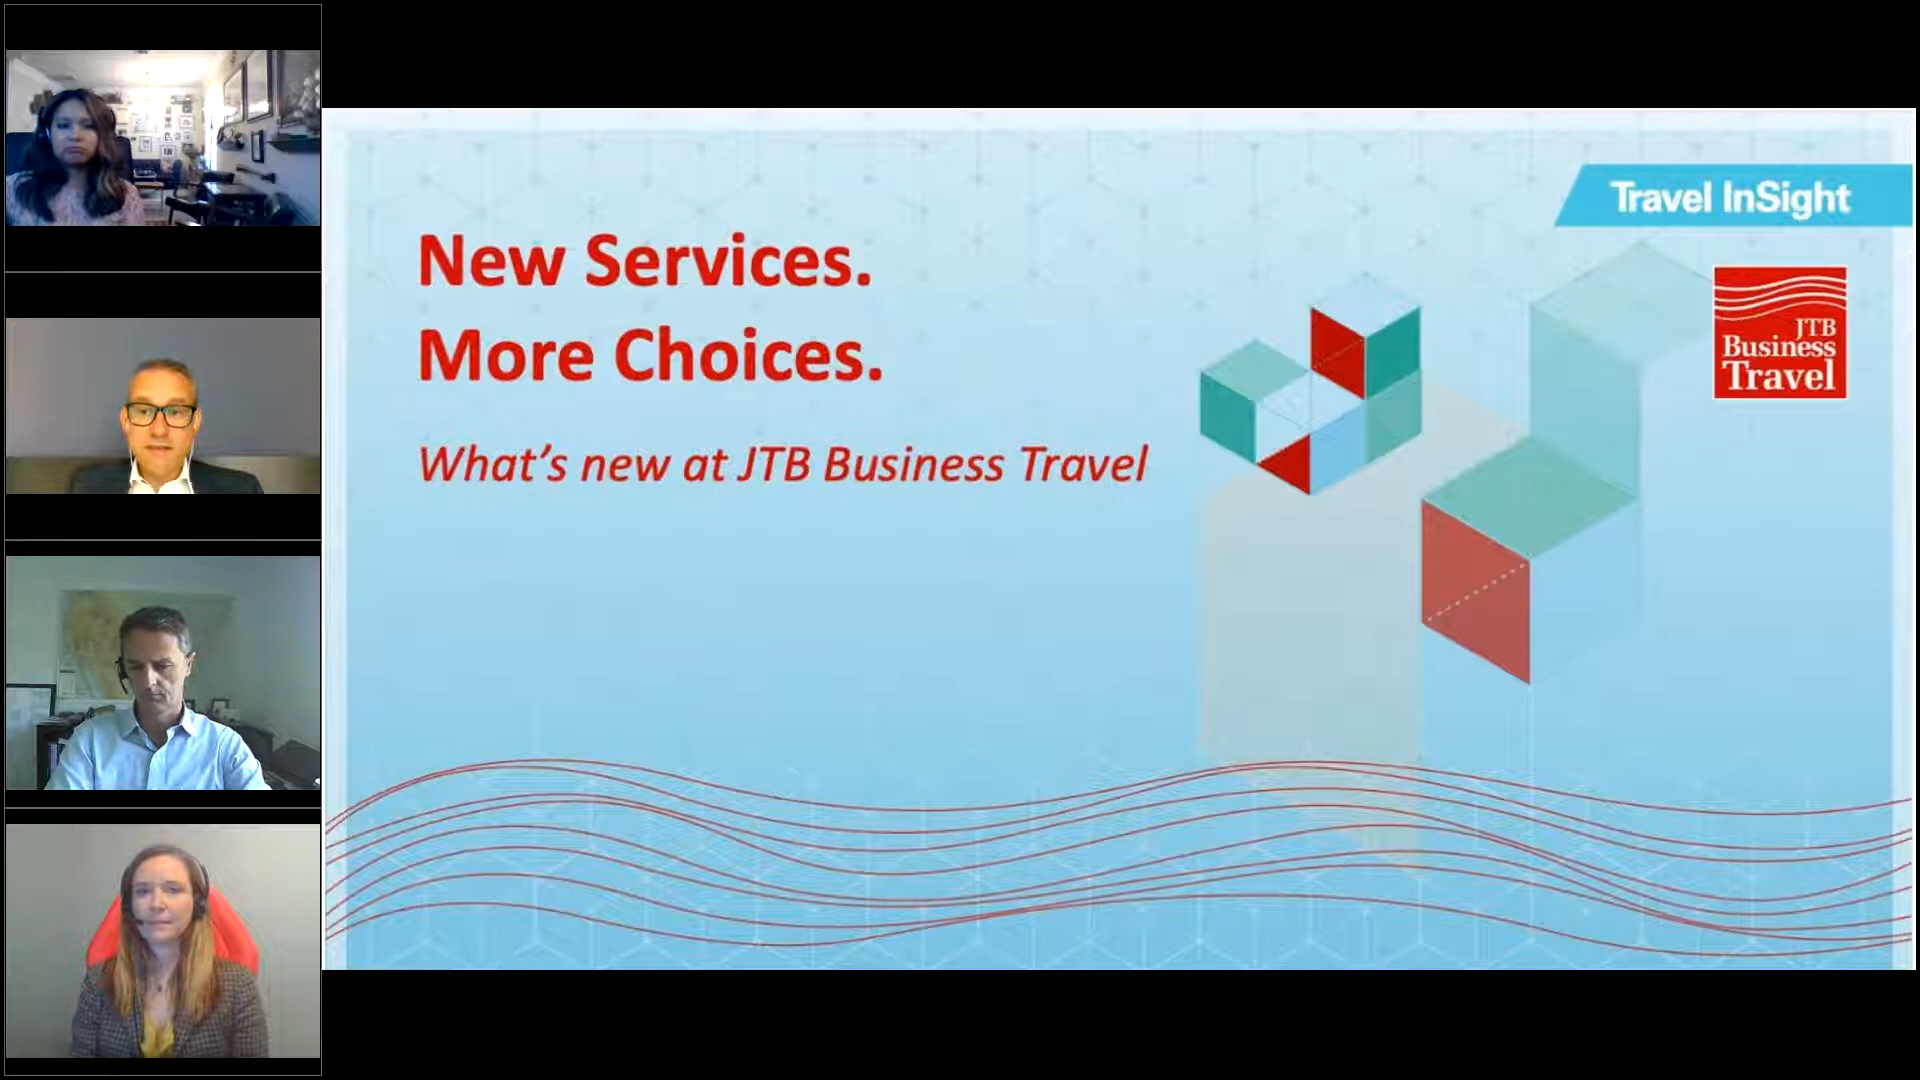 Travel InSight
New Services.
More Choices.
What's new at JTB Business Travel
JTB
Business
Travel